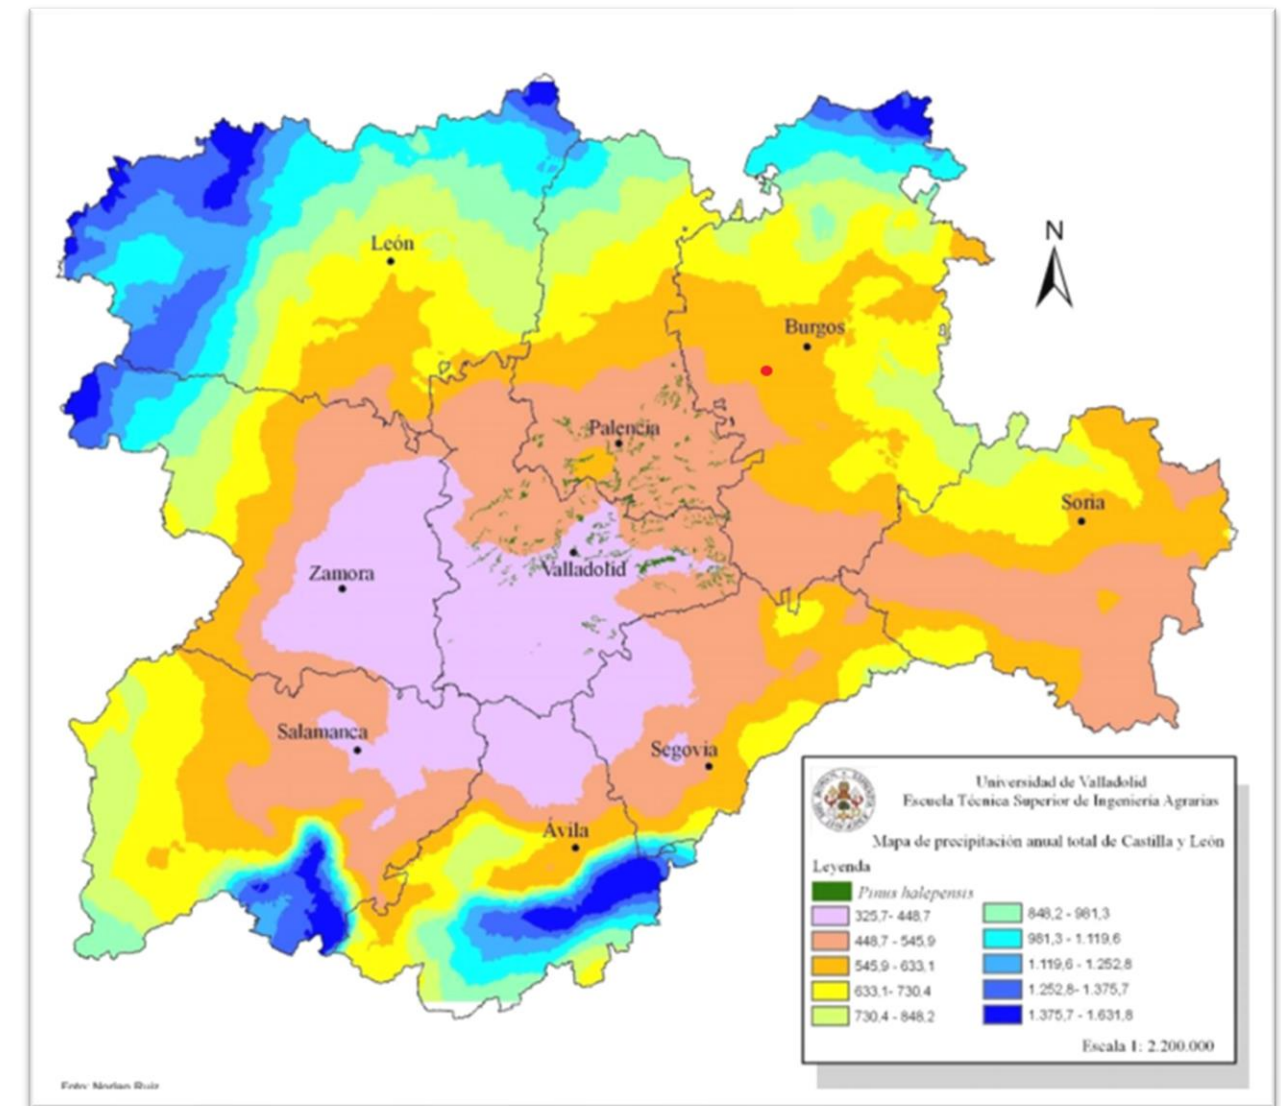 N
León
Burgos
Palencia
Soria
Valladolid
Zamora
Salamanca
Segovia
Ávila
Universidad de Valladolid
Escuela Técnica Superior de Ingeniería Agrarias
Mapa de precipitación anual total de Castilla y León
Leyenda
Pinus halepensis
325,7- 448,7
448,7 - 545,9
545,9 - 633,1
633,1- 730,4
730,4 - 848,2
848,2 - 981,3
981,3 - 1.119,6
1.119,6 - 1.252,8
1.252,8- 1.375,7
1.375,7 - 1.631,8
Escala 1: 2.200.000
Foto: Norlan Ruiz